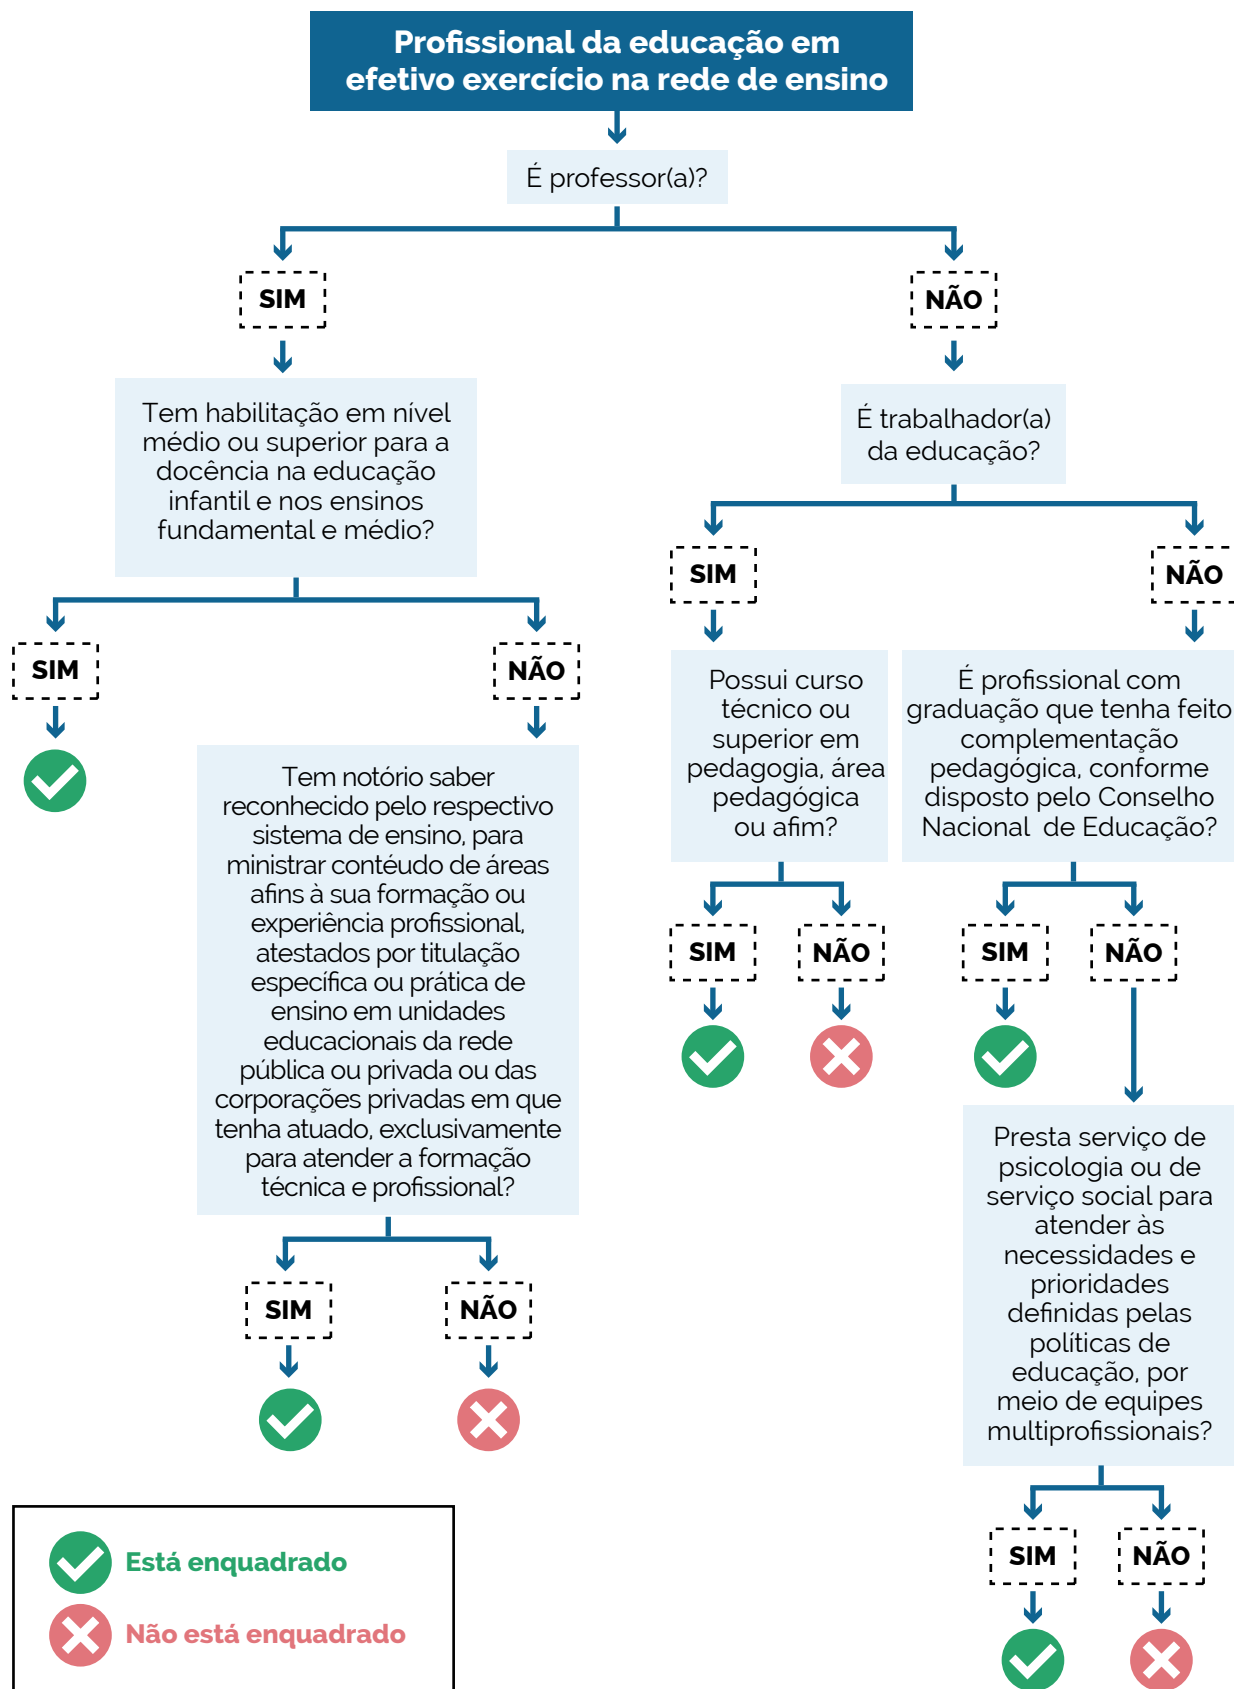 Profissional da educação em
efetivo exercício na rede de ensino
É professor(a)?
SIM
NÃO
Tem habilitação em nível
médio ou superior para a
docência na educação
infantil e nos ensinos
fundamental e médio?
É trabalhador(a)
da educação?
SIM
NÃO
SIM
NÃO
Tem notório saber
reconhecido pelo respectivo
sistema de ensino, para
ministrar contéudo de áreas
afins à sua formação ou
experiência profissional,
atestados por titulação
específica ou prática de
ensino em unidades
educacionais da rede
pública ou privada ou das
corporações privadas em que
tenha atuado, exclusivamente
para atender a formação
técnica e profissional?
Possui curso
técnico ou
superior em
pedagogia, área
pedagógica
ou afim?
É profissional com
graduação que tenha feito
complementação
pedagógica, conforme
disposto pelo Conselho
Nacional de Educação?
SIM
NÃO
SIM
NÃO
Presta serviço de
psicologia ou de
serviço social para
atender às
necessidades e
prioridades
definidas pelas
políticas de
educação, por
meio de equipes
multiprofissionais?
SIM
NÃO
SIM
NÃO
Está enquadrado
Não está enquadrado